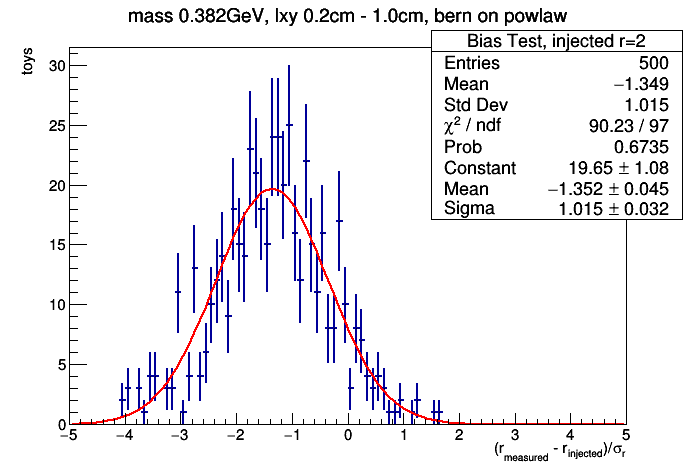 mass 0.382GeV, lxy 0.2cm - 1.0cm, bern on powlaw
Bias Test, injected r=2
Entries 500
Mean −1.349
Std Dev 1.015
χ² / ndf 90.23 / 97
Prob 0.6735
Constant 19.65 ± 1.08
Mean −1.352 ± 0.045
Sigma 1.015 ± 0.032
toys
30
25
20
15
10
5
0
−5 −4 −3 −2 −1 0 1 2 3 4 5
(r_measured - r_injected)/σ_r